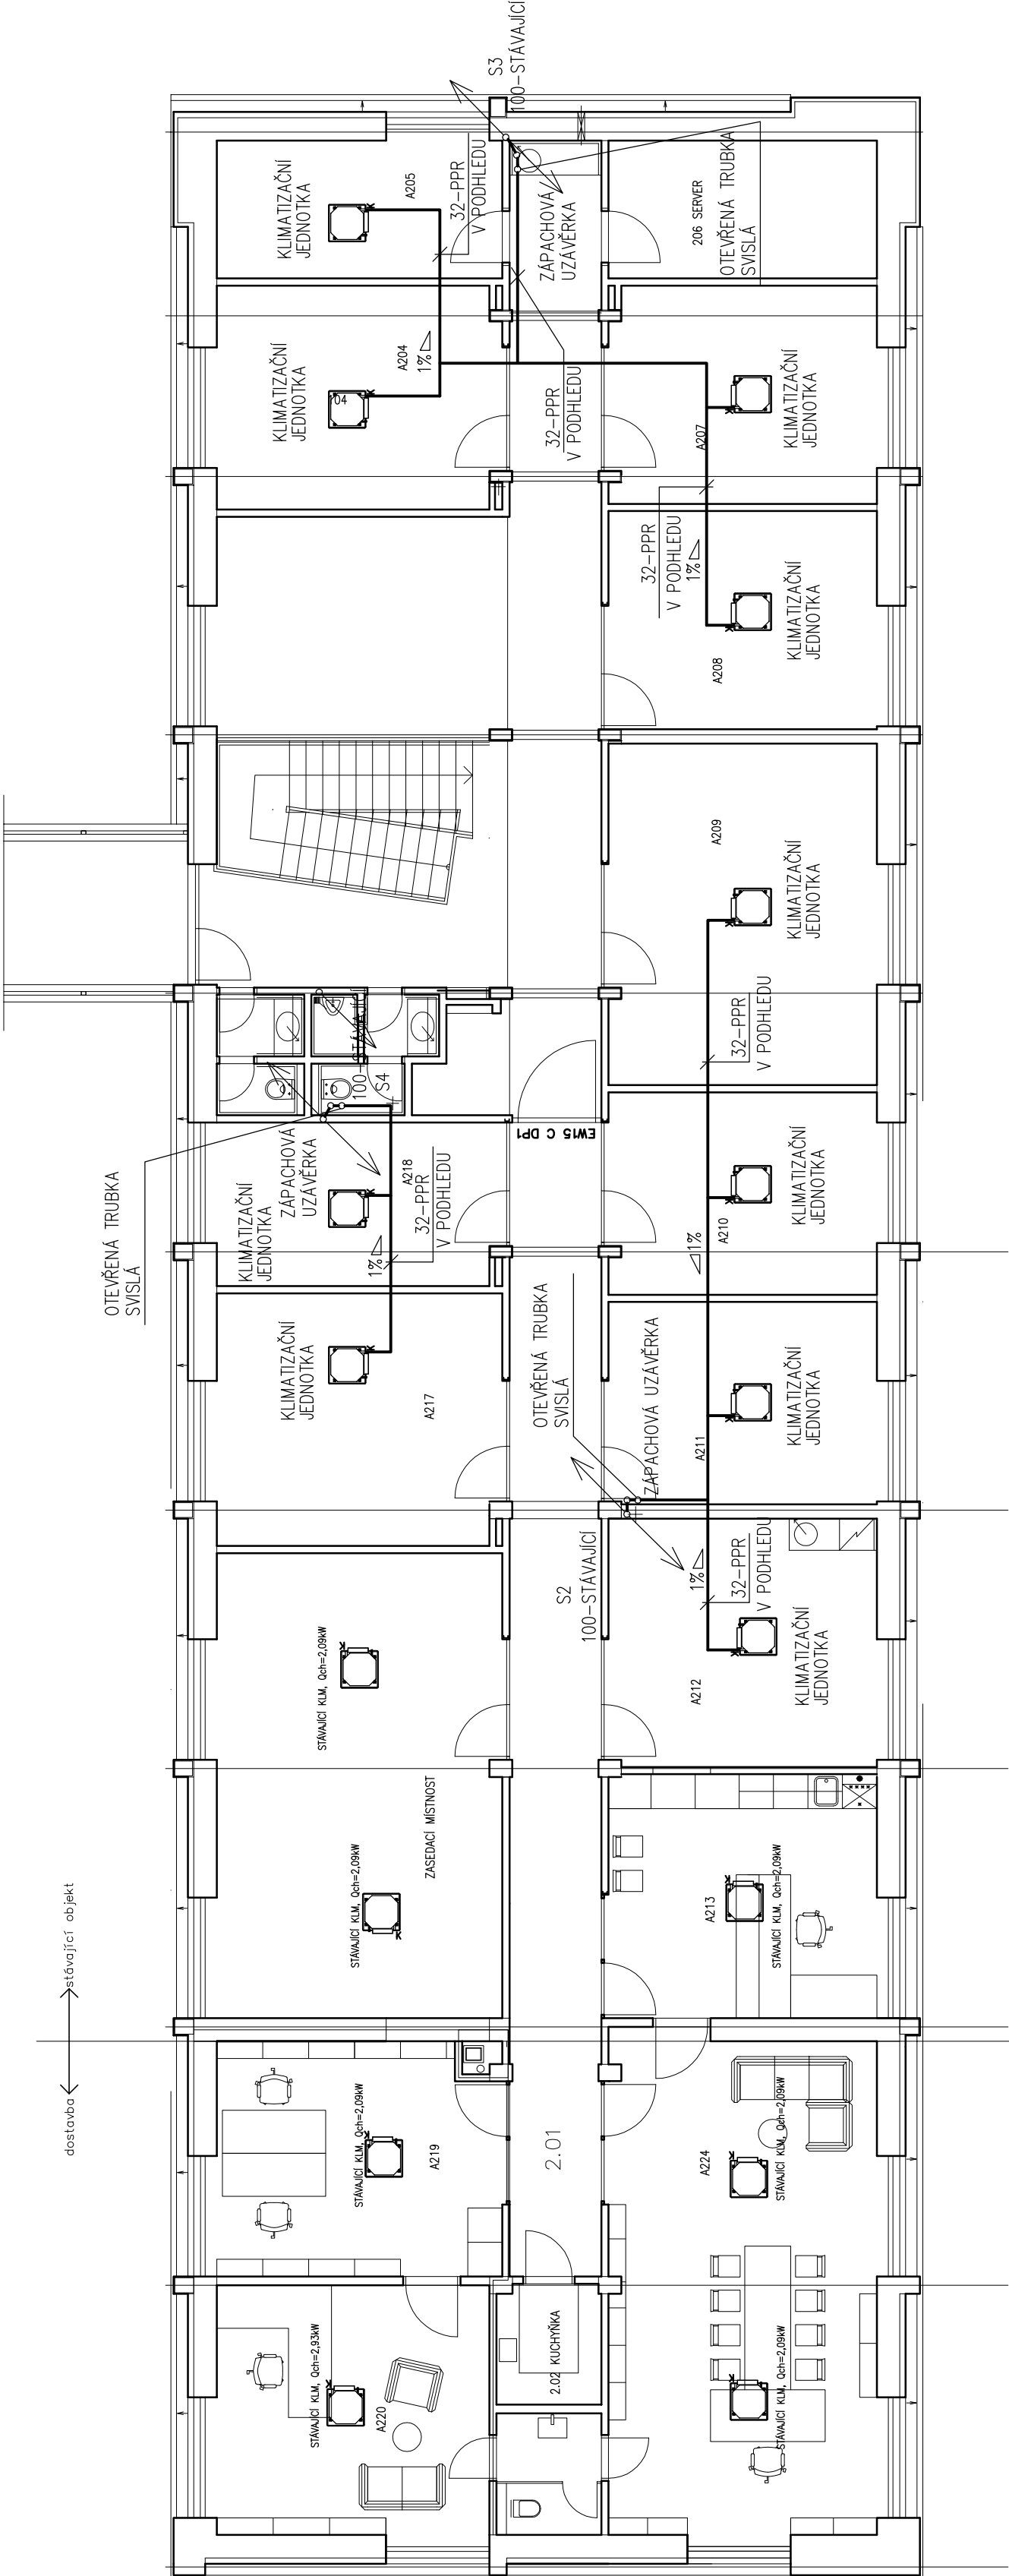 S3
100-STÁVAJÍCÍ
KLIMATIZAČNÍ
JEDNOTKA
A205
32-PPR
V PODHLEDU
ZÁPACHOVÁ
UZÁVĚRKA
206 SERVER
OTEVŘENÁ TRUBKA
SVISLÁ
KLIMATIZAČNÍ
JEDNOTKA
04
A204
1%
32-PPR
V PODHLEDU
A207
KLIMATIZAČNÍ
JEDNOTKA
32-PPR
V PODHLEDU
1%
A208
KLIMATIZAČNÍ
JEDNOTKA
A209
KLIMATIZAČNÍ
JEDNOTKA
32-PPR
V PODHLEDU
100-STÁVAJÍCÍ
S4
EW15 C DP1
OTEVŘENÁ TRUBKA
SVISLÁ
KLIMATIZAČNÍ
JEDNOTKA
ZÁPACHOVÁ
UZÁVĚRKA
A218
32-PPR
V PODHLEDU
1%
KLIMATIZAČNÍ
JEDNOTKA
A210
1%
KLIMATIZAČNÍ
JEDNOTKA
A217
OTEVŘENÁ TRUBKA
SVISLÁ
ZÁPACHOVÁ UZÁVĚRKA
A211
KLIMATIZAČNÍ
JEDNOTKA
S2
100-STÁVAJÍCÍ
1%
32-PPR
V PODHLEDU
A212
KLIMATIZAČNÍ
JEDNOTKA
STÁVAJÍCÍ KLM, Qch=2,09kW
ZASEDACÍ MÍSTNOST
STÁVAJÍCÍ KLM, Qch=2,09kW
A213
STÁVAJÍCÍ KLM, Qch=2,09kW
dostavba
stávající objekt
STÁVAJÍCÍ KLM, Qch=2,09kW
A219
2.01
A224
STÁVAJÍCÍ KLM, Qch=2,09kW
STÁVAJÍCÍ KLM, Qch=2,93kW
A220
2.02 KUCHYŇKA
STÁVAJÍCÍ KLM, Qch=2,09kW